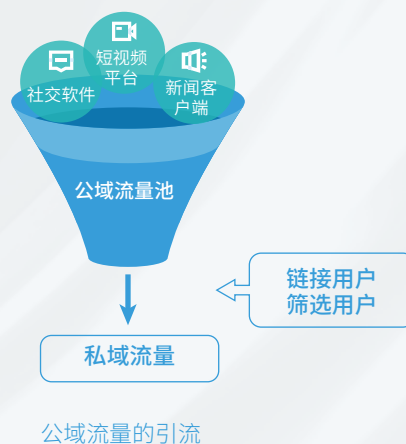 短视频
平台
社交软件
新闻客
户端
公域流量池
链接用户
筛选用户
私域流量
公域流量的引流